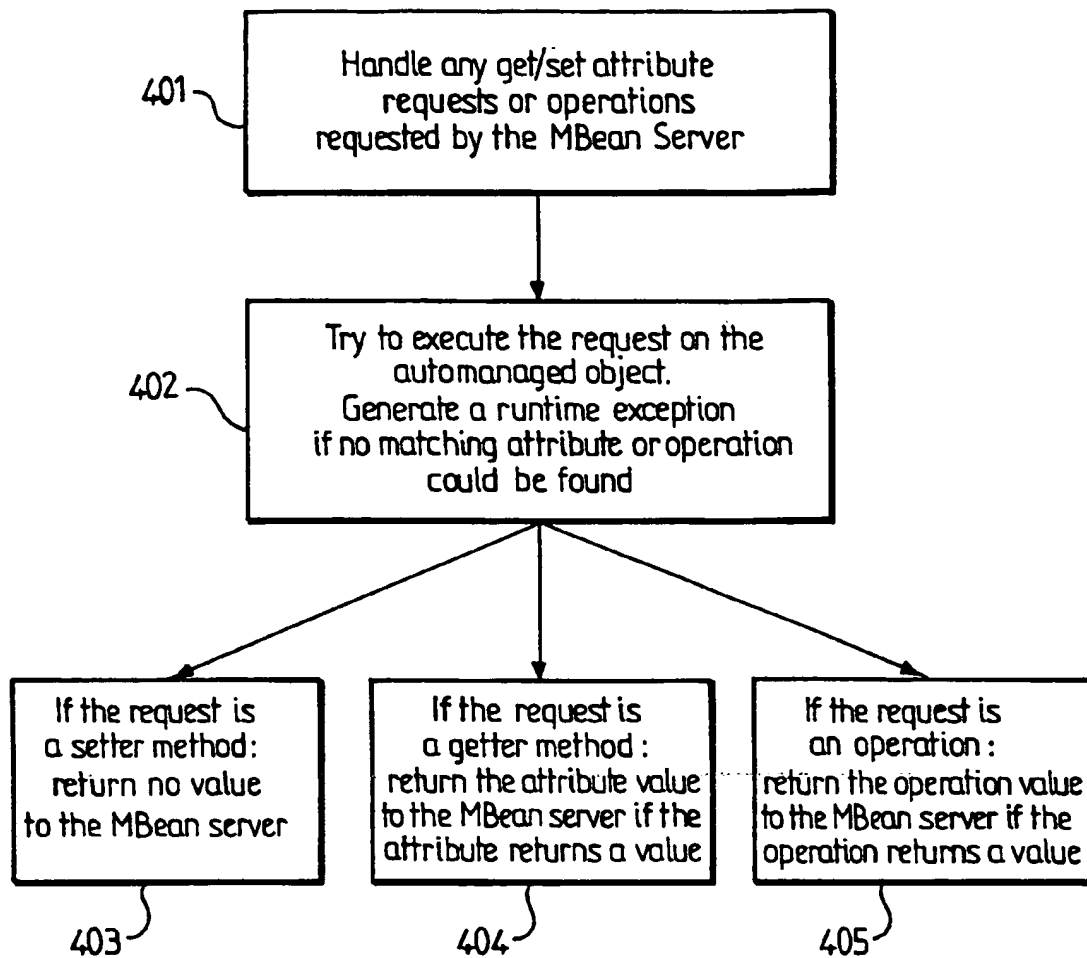 Handle any get/set attribute
requests or operations
requested by the MBean Server
401
Try to execute the request on the
automanaged object.
Generate a runtime exception
if no matching attribute or operation
could be found
402
If the request is
a setter method:
return no value
to the MBean server
403
If the request is
a getter method:
return the attribute value
to the MBean server if the
attribute returns a value
404
If the request is
an operation:
return the operation value
to the MBean server if the
operation returns a value
405